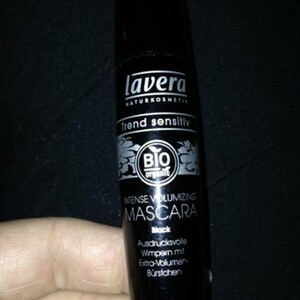 lavera
NATURKOSMETIK
Trend sensitiv
BIO
organic
INTENSE VOLUMIZING
MASCARA
Black
Ausdrucksvolle
Wimpern mit
Extra-Volumen-
Bürstchen